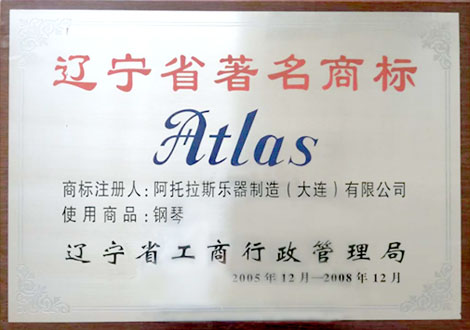 辽宁省著名商标
Atlas
商标注册人：阿托拉斯乐器制造（大连）有限公司
使用商品：钢琴
辽宁省工商行政管理局
2005年12月—2008年12月